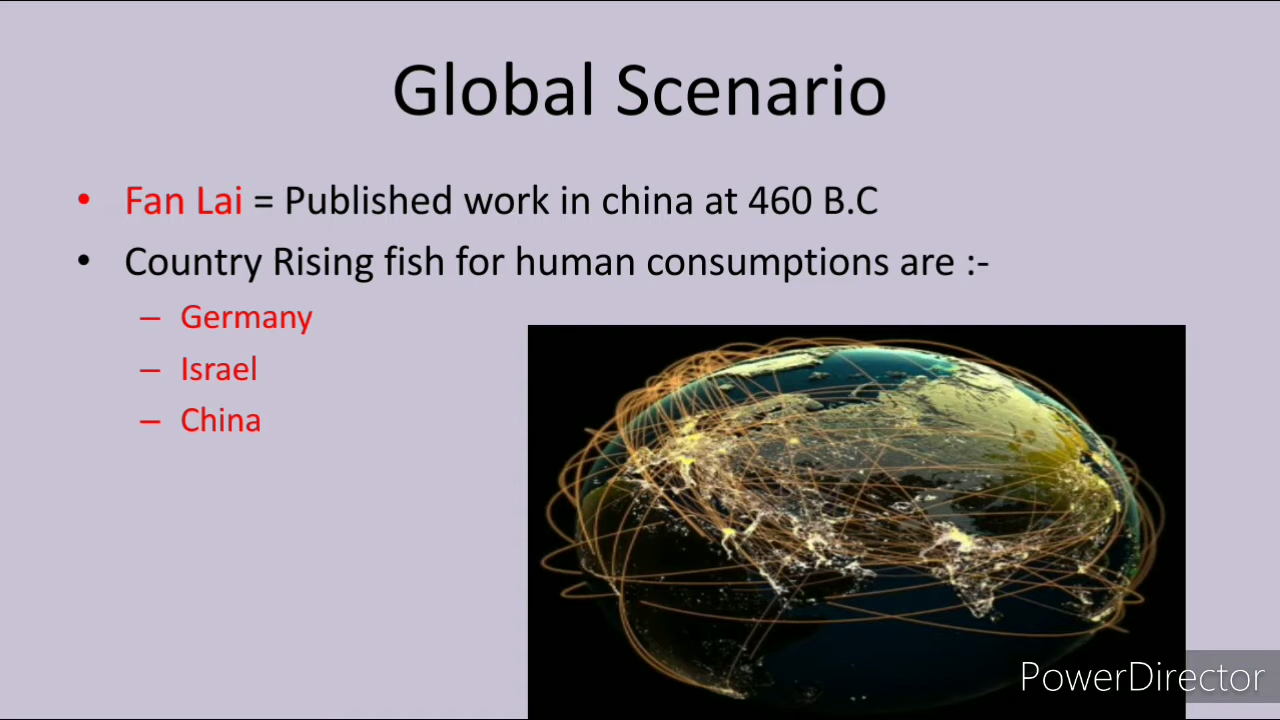 Global Scenario
• Fan Lai = Published work in china at 460 B.C
• Country Rising fish for human consumptions are :-
– Germany
– Israel
– China
PowerDirector